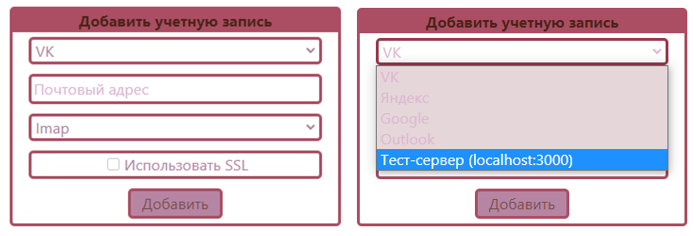 Добавить учетную запись
VK
Почтовый адрес
Imap
Использовать SSL
Добавить
Добавить учетную запись
VK
VK
Яндекс
Google
Outlook
Тест-сервер (localhost:3000)
Добавить